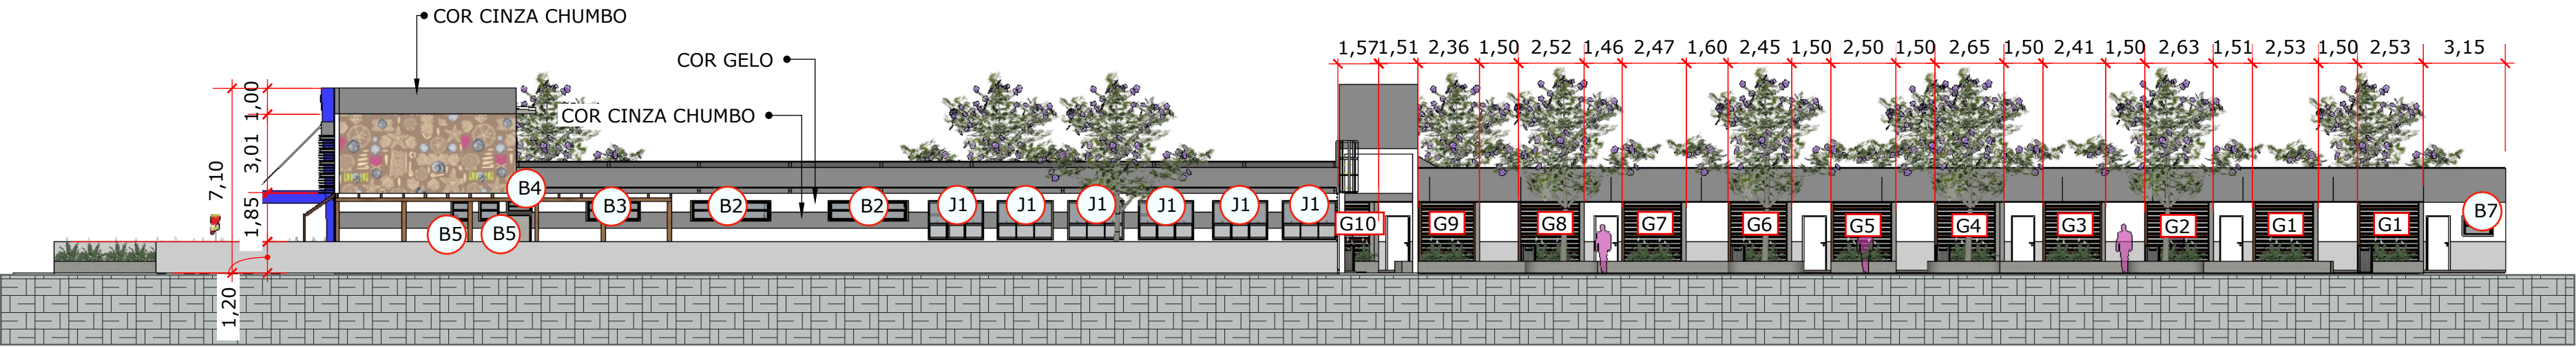 COR CINZA CHUMBO
COR GELO
COR CINZA CHUMBO
1,57 1,51 2,36 1,50 2,52 1,46 2,47 1,60 2,45 1,50 2,50 1,50 2,65 1,50 2,41 1,50 2,63 1,51 2,53 1,50 2,53 3,15
7,10
1,00
3,01
1,85
1,20
B4
B5 B5 B3 B2 B2 J1 J1 J1 J1 J1 J1
G10 G9 G8 G7 G6 G5 G4 G3 G2 G1 G1 B7